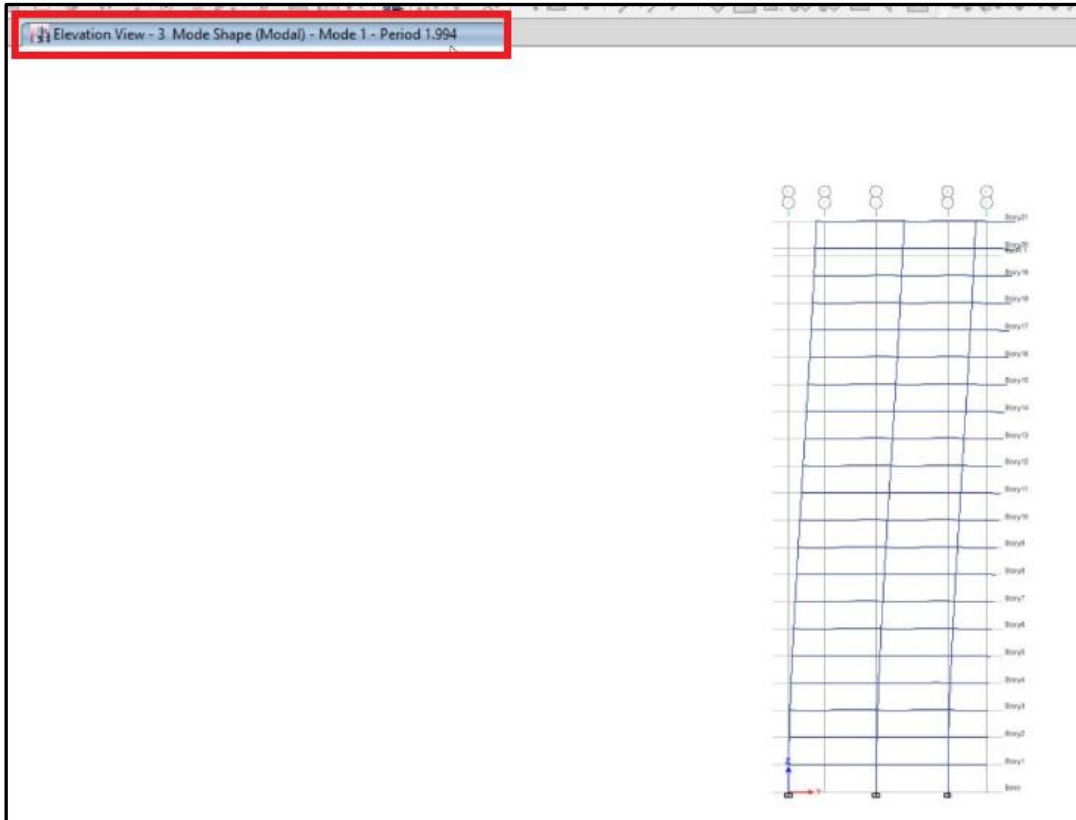 Elevation View - 3 Mode Shape (Modal) - Mode 1 - Period 1.994
Story21
Story20
Story19
Story18
Story17
Story16
Story15
Story14
Story13
Story12
Story11
Story10
Story9
Story8
Story7
Story6
Story5
Story4
Story3
Story2
Story1
Z
Y
Base